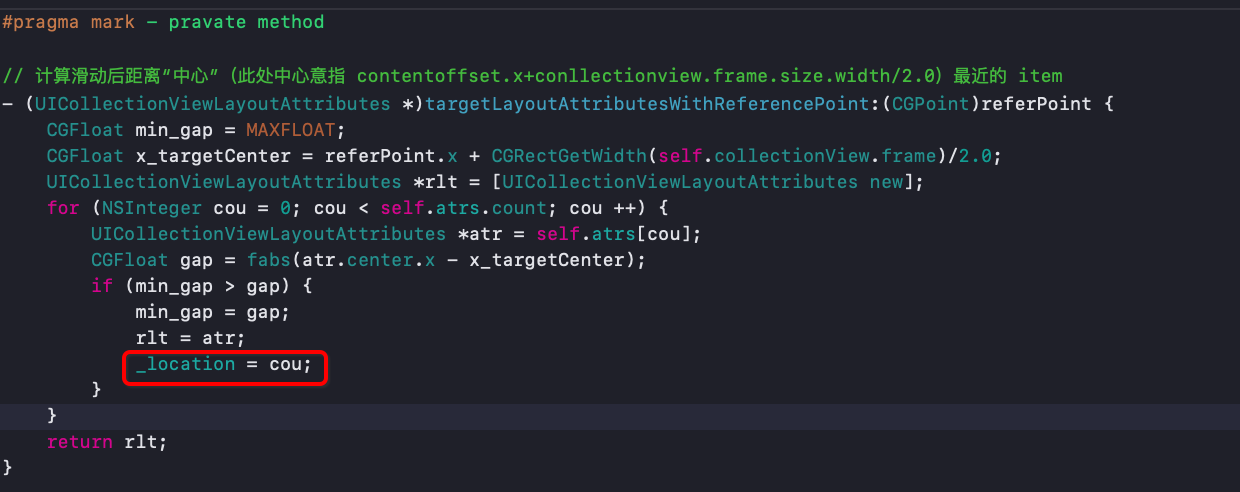 #pragma mark - pravate method
// 计算滑动后距离“中心”（此处中心意指 contentoffset.x+conllectionview.frame.size.width/2.0）最近的 item
- (UICollectionViewLayoutAttributes *)targetLayoutAttributesWithReferencePoint:(CGPoint)referPoint {
    CGFloat min_gap = MAXFLOAT;
    CGFloat x_targetCenter = referPoint.x + CGRectGetWidth(self.collectionView.frame)/2.0;
    UICollectionViewLayoutAttributes *rlt = [UICollectionViewLayoutAttributes new];
    for (NSInteger cou = 0; cou < self.atrs.count; cou ++) {
        UICollectionViewLayoutAttributes *atr = self.atrs[cou];
        CGFloat gap = fabs(atr.center.x - x_targetCenter);
        if (min_gap > gap) {
            min_gap = gap;
            rlt = atr;
            _location = cou;
        }
    }
    return rlt;
}